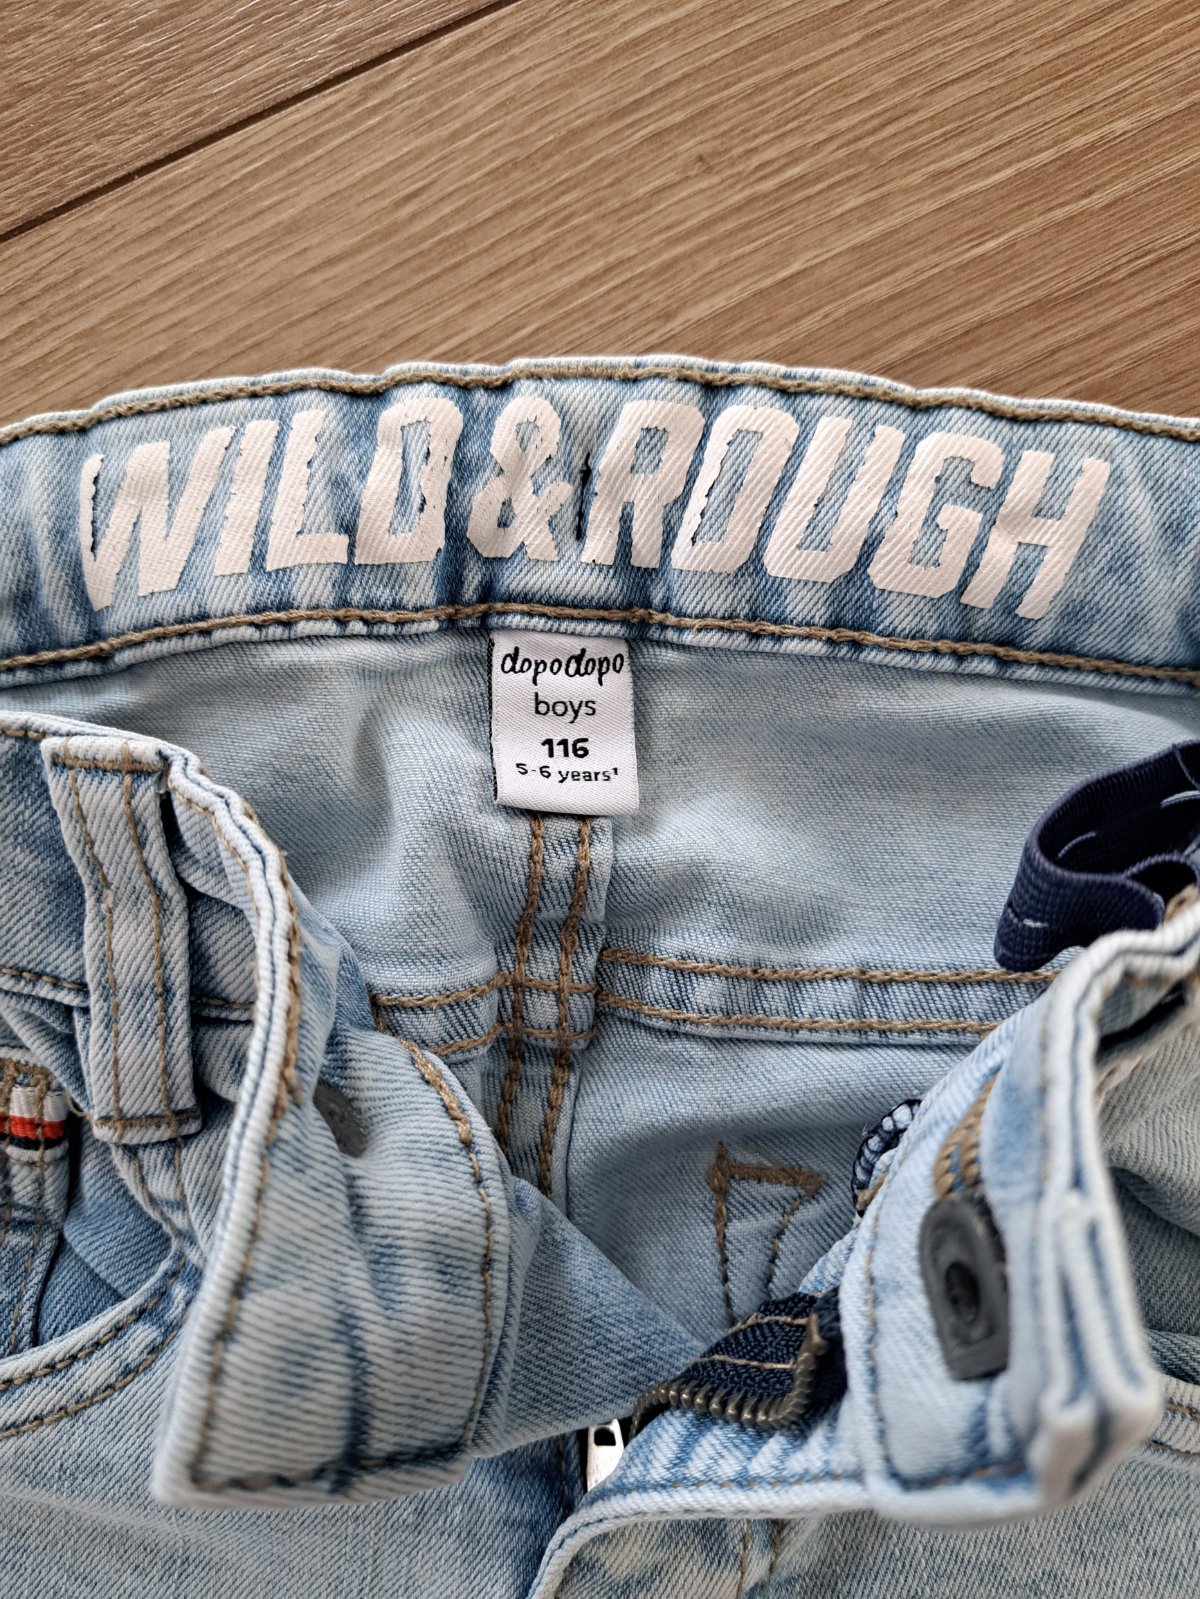 WILD & ROUGH
dopodopo
boys
116
5-6 years¹